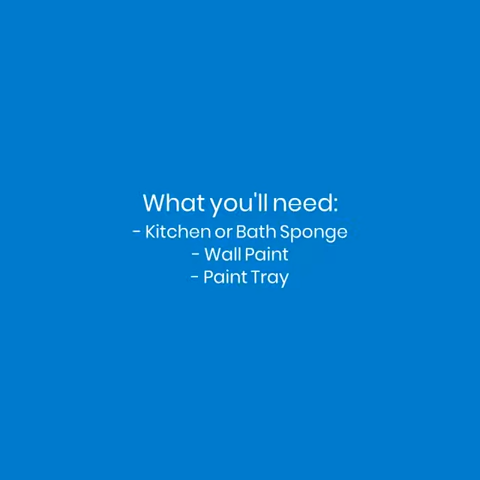 What you'll need:
- Kitchen or Bath Sponge
- Wall Paint
- Paint Tray